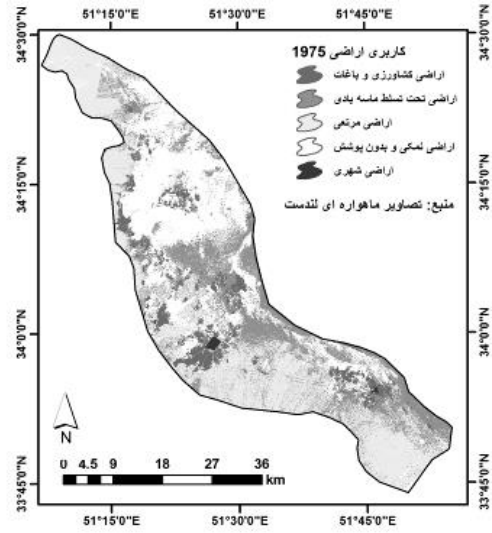 51°15'0"E 51°30'0"E 51°45'0"E
34°30'0"N
34°15'0"N
34°0'0"N
33°45'0"N
34°30'0"N
34°15'0"N
34°0'0"N
33°45'0"N
کاربری اراضی 1975
اراضی کشاورزی و باغات
اراضی تحت تسلط ماسه بادی
اراضی مرتعی
اراضی نمکی و بدون پوشش
اراضی شهری
منبع: تصاویر ماهواره ای لندست
N
0 4.5 9 18 27 36
km
51°15'0"E 51°30'0"E 51°45'0"E